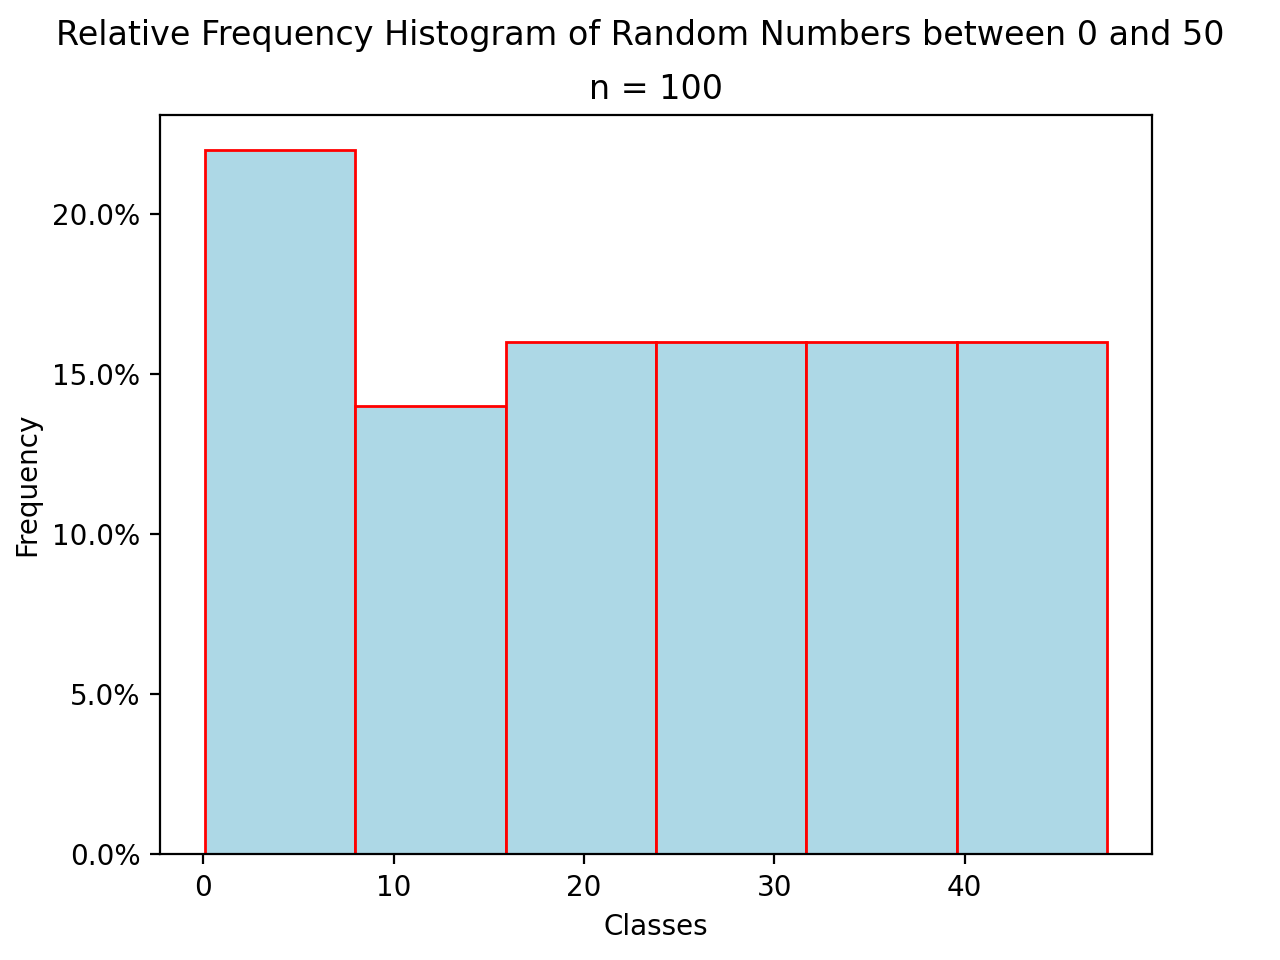 Relative Frequency Histogram of Random Numbers between 0 and 50
n = 100
20.0%
15.0%
10.0%
5.0%
0.0%
Frequency
0 10 20 30 40
Classes